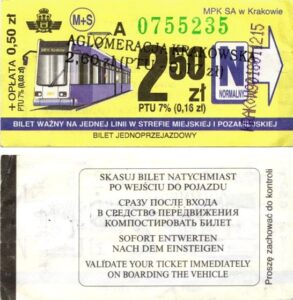 MPK SA w Krakowie
M+S
A 0755235
+ OPŁATA 0,50 zł
PTU 7% (0,03 zł)
AGLOMERACJA KRAKOWSKA
2,50 zł
PTU 7% (0,16 zł)
N
NORMALNY
BILET WAŻNY NA JEDNEJ LINII W STREFIE MIEJSKIEJ I POZAMIEJSKIEJ
BILET JEDNOPRZEJAZDOWY
SKASUJ BILET NATYCHMIAST
PO WEJŚCIU DO POJAZDU
СРАЗУ ПОСЛЕ ВХОДА
В СРЕДСТВО ПЕРЕДВИЖЕНИЯ
КОМПОСТИРОВАТЬ БИЛЕТ
SOFORT ENTWERTEN
NACH DEM EINSTEIGEN
VALIDATE YOUR TICKET IMMEDIATELY
ON BOARDING THE VEHICLE
Proszę zachować do kontroli